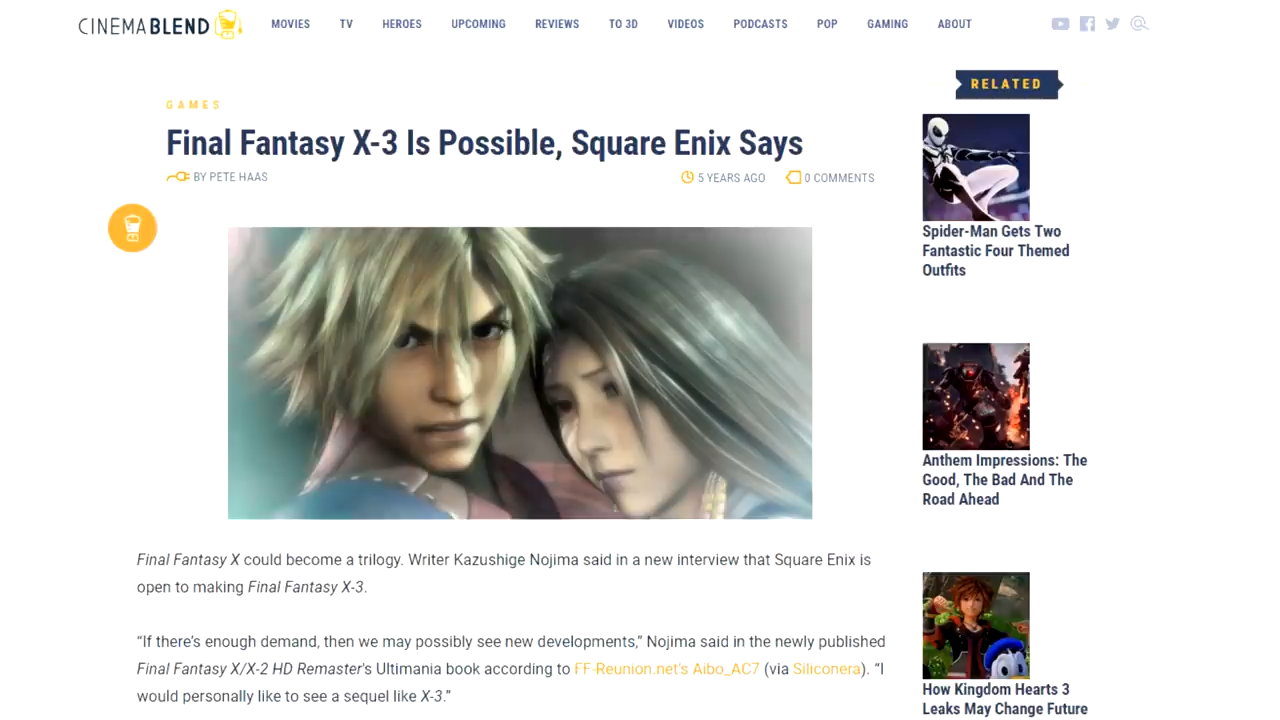 CINEMABLEND MOVIES TV HEROES UPCOMING REVIEWS TO 3D VIDEOS PODCASTS POP GAMING ABOUT
GAMES
Final Fantasy X-3 Is Possible, Square Enix Says
BY PETE HAAS 5 YEARS AGO 0 COMMENTS
Final Fantasy X could become a trilogy. Writer Kazushige Nojima said in a new interview that Square Enix is
open to making Final Fantasy X-3.
“If there's enough demand, then we may possibly see new developments,” Nojima said in the newly published
Final Fantasy X/X-2 HD Remaster's Ultimania book according to FF-Reunion.net's Aibo_AC7 (via Siliconera). “I
would personally like to see a sequel like X-3.”
RELATED
Spider-Man Gets Two
Fantastic Four Themed
Outfits
Anthem Impressions: The
Good, The Bad And The
Road Ahead
How Kingdom Hearts 3
Leaks May Change Future